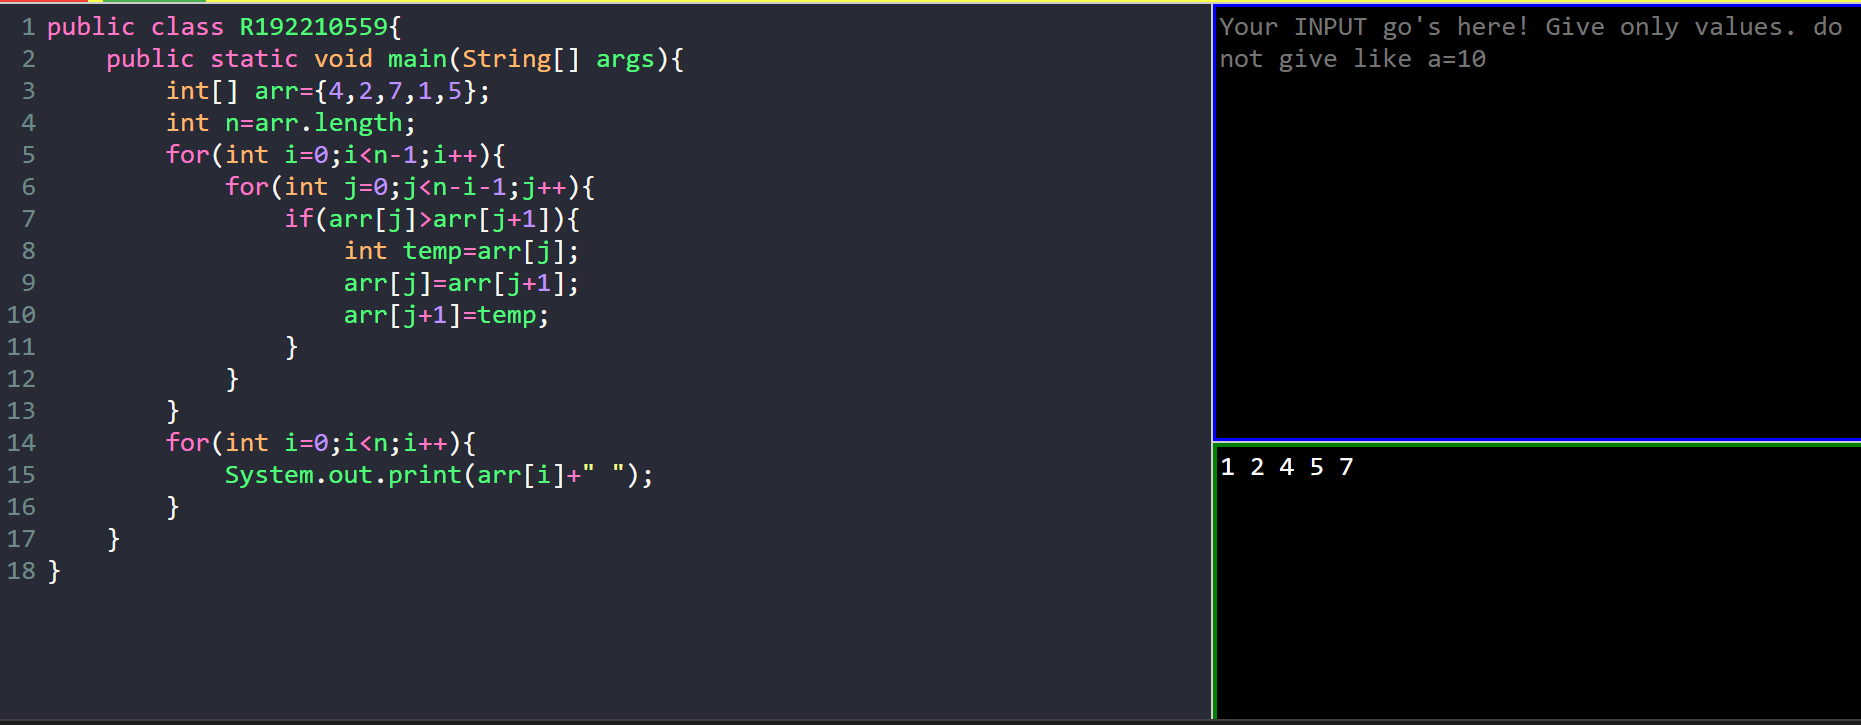 1 public class R192210559{
2     public static void main(String[] args){
3         int[] arr={4,2,7,1,5};
4         int n=arr.length;
5         for(int i=0;i<n-1;i++){
6             for(int j=0;j<n-i-1;j++){
7                 if(arr[j]>arr[j+1]){
8                     int temp=arr[j];
9                     arr[j]=arr[j+1];
10                     arr[j+1]=temp;
11                 }
12             }
13         }
14         for(int i=0;i<n;i++){
15             System.out.print(arr[i]+" ");
16         }
17     }
18 }
Your INPUT go's here! Give only values. do
not give like a=10
1 2 4 5 7